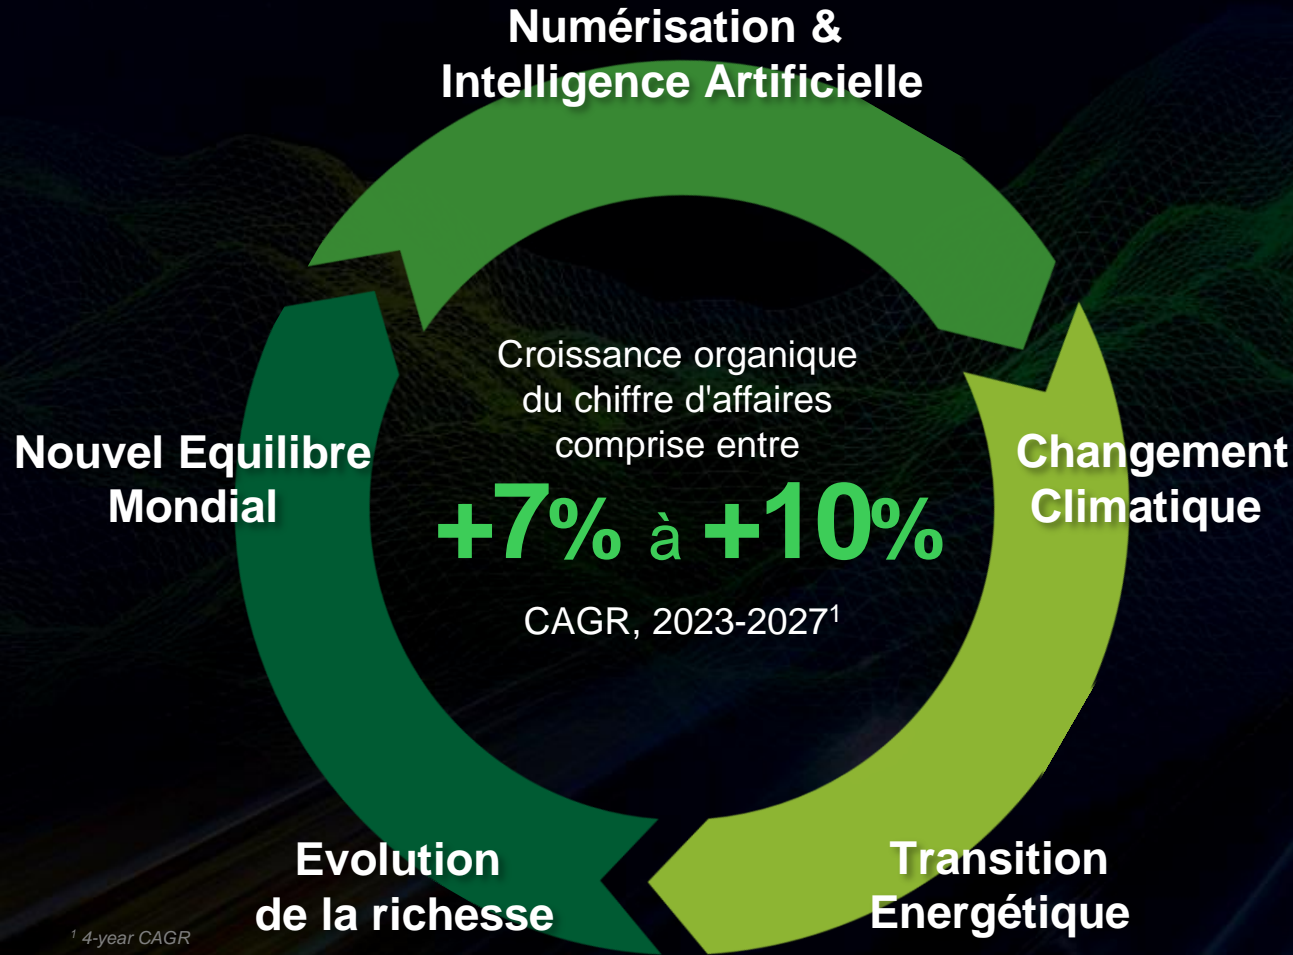 Numérisation &
Intelligence Artificielle
Croissance organique
du chiffre d'affaires
comprise entre
+7% à +10%
CAGR, 2023-2027¹
Nouvel Equilibre
Mondial
Changement
Climatique
Evolution
de la richesse
Transition
Energétique
¹ 4-year CAGR